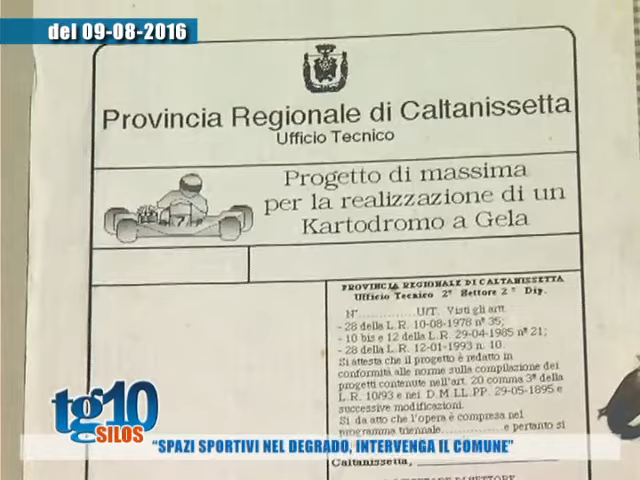 del 09-08-2016
Provincia Regionale di Caltanissetta
Ufficio Tecnico
Progetto di massima
per la realizzazione di un
Kartodromo a Gela
7
PROVINCIA REGIONALE DI CALTANISSETTA
Ufficio Tecnico 2° Settore 2° Dip.
N°................U/T. Visti gli artt.
- 28 della L.R. 10-08-1978 n° 35;
- 10 bis e 12 della L.R. 29-04-1985 n° 21;
- 28 della L.R. 12-01-1993 n. 10.
Si attesta che il progetto è redatto in
conformità alle norme sulla compilazione dei
progetti contenute nell'art. 20 comma 3° della
L.R. 10/93 e nei D.M.LL.PP. 29-05-1895 e
successive modificazioni.
Si da atto che l'opera è compresa nel
programma triennale................e pertanto si
Caltanissetta,
tg10
SILOS
"SPAZI SPORTIVI NEL DEGRADO, INTERVENGA IL COMUNE"